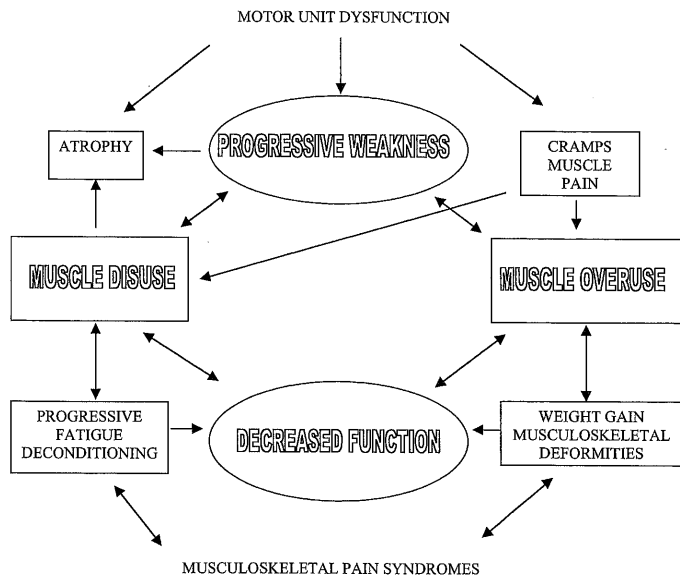 MOTOR UNIT DYSFUNCTION
PROGRESSIVE WEAKNESS
ATROPHY
CRAMPS
MUSCLE
PAIN
MUSCLE DISUSE
MUSCLE OVERUSE
PROGRESSIVE
FATIGUE
DECONDITIONING
DECREASED FUNCTION
WEIGHT GAIN
MUSCULOSKELETAL
DEFORMITIES
MUSCULOSKELETAL PAIN SYNDROMES